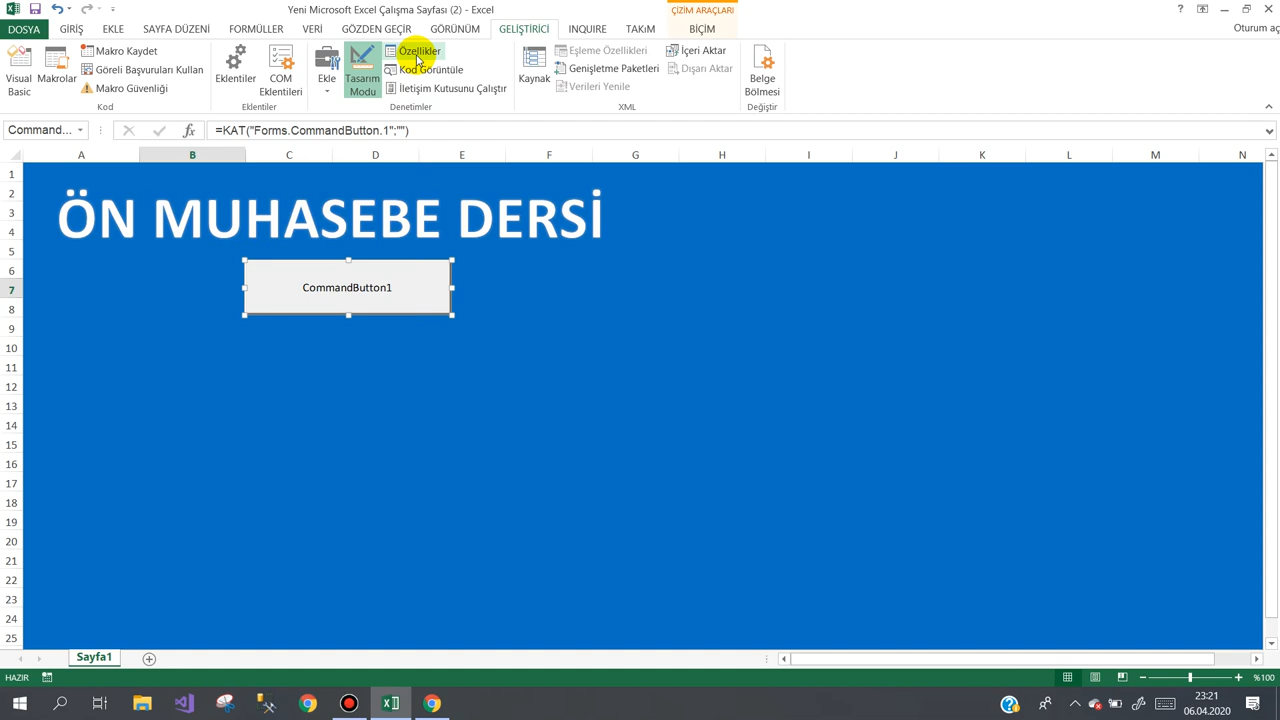 Yeni Microsoft Excel Çalışma Sayfası (2) - Excel
ÇİZİM ARAÇLARI
DOSYA GİRİŞ EKLE SAYFA DÜZENİ FORMÜLLER VERİ GÖZDEN GEÇİR GÖRÜNÜM GELİŞTİRİCİ INQUIRE TAKIM BİÇİM Oturum aç
Visual Basic
Makrolar
Makro Kaydet
Göreli Başvuruları Kullan
Makro Güvenliği
Kod
Eklentiler
COM Eklentileri
Eklentiler
Ekle
Tasarım Modu
Özellikler
Kod Görüntüle
İletişim Kutusunu Çalıştır
Denetimler
Kaynak
Eşleme Özellikleri
Genişletme Paketleri
Verileri Yenile
İçeri Aktar
Dışarı Aktar
XML
Belge Bölmesi
Değiştir
Command...
=KAT("Forms.CommandButton.1";"")
A B C D E F G H I J K L M N
1
2
3
4
5
6
7
8
9
10
11
12
13
14
15
16
17
18
19
20
21
22
23
24
25
ÖN MUHASEBE DERSİ
CommandButton1
Sayfa1
HAZIR
%100
23:21
06.04.2020